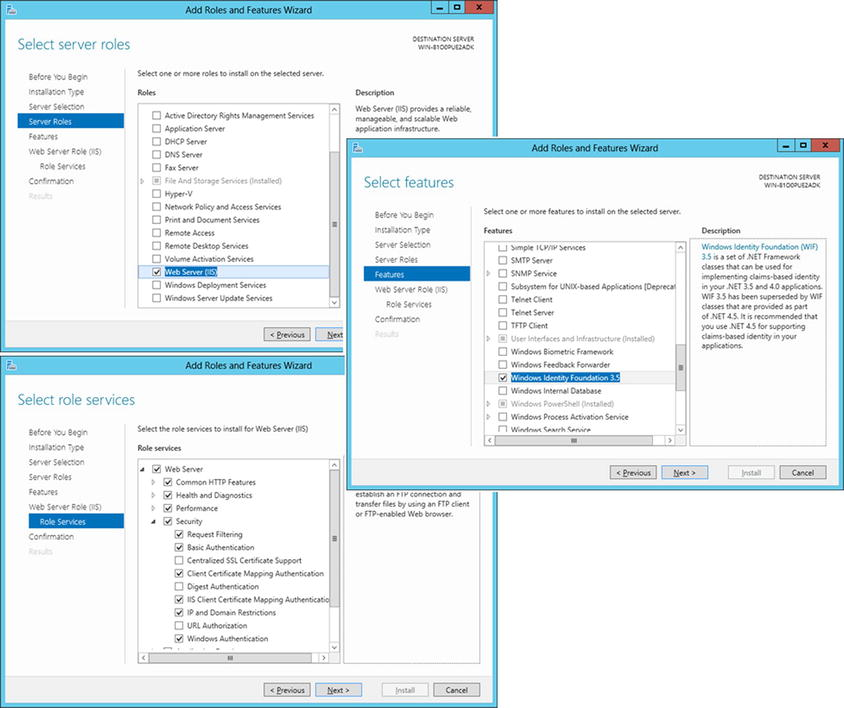 Add Roles and Features Wizard
Select server roles
DESTINATION SERVER
WIN-81O0PUE2ADK
Before You Begin
Installation Type
Server Selection
Server Roles
Features
Web Server Role (IIS)
Role Services
Confirmation
Results
Select one or more roles to install on the selected server.
Roles
Active Directory Rights Management Services
Application Server
DHCP Server
DNS Server
Fax Server
File And Storage Services (Installed)
Hyper-V
Network Policy and Access Services
Print and Document Services
Remote Access
Remote Desktop Services
Volume Activation Services
Web Server (IIS)
Windows Deployment Services
Windows Server Update Services
Description
Web Server (IIS) provides a reliable,
manageable, and scalable Web
application infrastructure.
< Previous
Next
Add Roles and Features Wizard
Select features
DESTINATION SERVER
WIN-81O0PUE2ADK
Before You Begin
Installation Type
Server Selection
Server Roles
Features
Web Server Role (IIS)
Role Services
Confirmation
Results
Select one or more features to install on the selected server.
Features
Simple TCP/IP Services
SMTP Server
SNMP Service
Subsystem for UNIX-based Applications [Deprecat
Telnet Client
Telnet Server
TFTP Client
User Interfaces and Infrastructure (Installed)
Windows Biometric Framework
Windows Feedback Forwarder
Windows Identity Foundation 3.5
Windows Internal Database
Windows PowerShell (Installed)
Windows Process Activation Service
Windows Search Service
Description
Windows Identity Foundation (WIF)
3.5 is a set of .NET Framework
classes that can be used for
implementing claims-based identity
in your .NET 3.5 and 4.0 applications.
WIF 3.5 has been superseded by WIF
classes that are provided as part
of .NET 4.5. It is recommended that
you use .NET 4.5 for supporting
claims-based identity in your
applications.
< Previous
Next >
Install
Cancel
Add Roles and Features Wizard
Select role services
Before You Begin
Installation Type
Server Selection
Server Roles
Features
Web Server Role (IIS)
Role Services
Confirmation
Results
Select the role services to install for Web Server (IIS)
Role services
Web Server
Common HTTP Features
Health and Diagnostics
Performance
Security
Request Filtering
Basic Authentication
Centralized SSL Certificate Support
Client Certificate Mapping Authentication
Digest Authentication
IIS Client Certificate Mapping Authenticatio
IP and Domain Restrictions
URL Authorization
Windows Authentication
establish an FTP connection and
transfer files by using an FTP client
or FTP-enabled Web browser.
< Previous
Next >
Install
Cancel